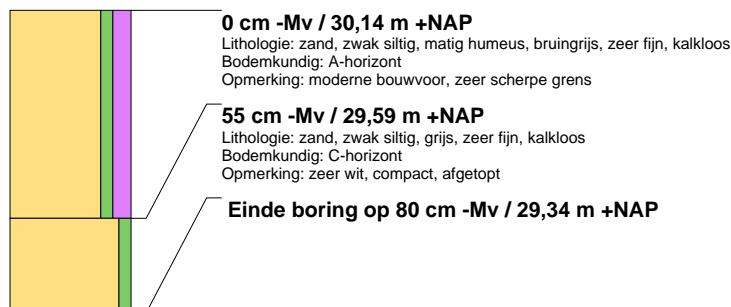 0 cm -Mv / 30,14 m +NAP
Lithologie: zand, zwak siltig, matig humeus, bruingrijs, zeer fijn, kalkloos
Bodemkundig: A-horizont
Opmerking: moderne bouwvoor, zeer scherpe grens
55 cm -Mv / 29,59 m +NAP
Lithologie: zand, zwak siltig, grijs, zeer fijn, kalkloos
Bodemkundig: C-horizont
Opmerking: zeer wit, compact, afgetopt
Einde boring op 80 cm -Mv / 29,34 m +NAP